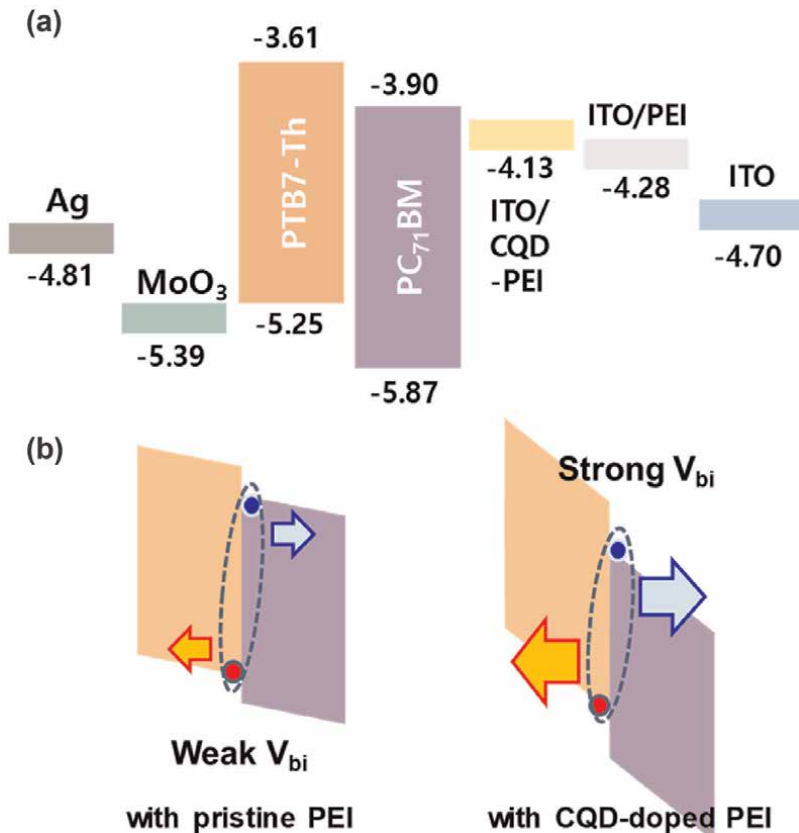 (a)
-3.61
-3.90
PTB7-Th
PC₇₁BM
ITO/PEI
-4.13
-4.28
ITO
ITO/
CQD
-PEI
-4.70
Ag
-4.81
MoO₃
-5.39
-5.25
-5.87
(b)
Strong V_bi
Weak V_bi
with pristine PEI
with CQD-doped PEI